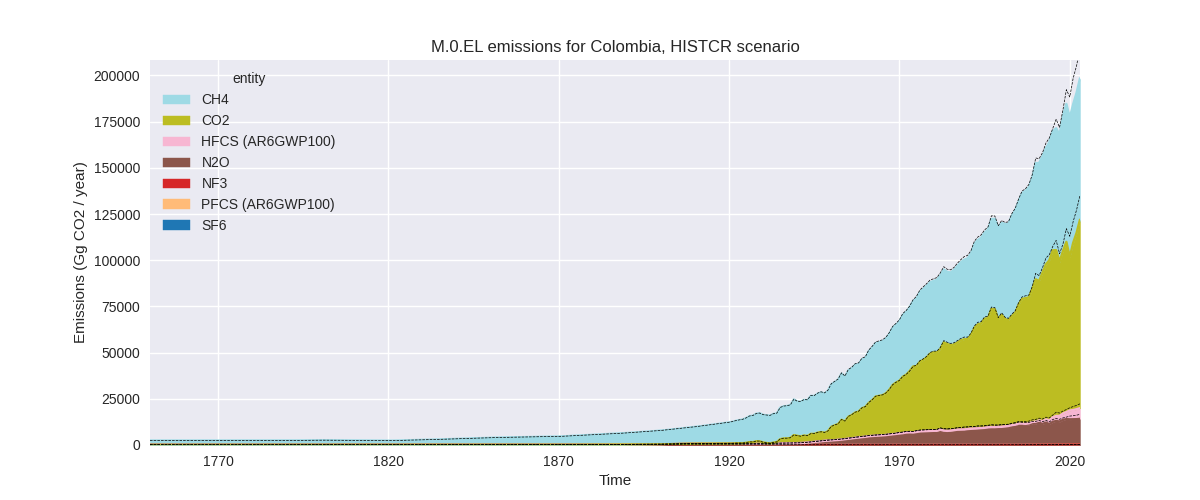 M.0.EL emissions for Colombia, HISTCR scenario
Emissions (Gg CO2 / year)
200000
175000
150000
125000
100000
75000
50000
25000
0
entity
CH4
CO2
HFCS (AR6GWP100)
N2O
NF3
PFCS (AR6GWP100)
SF6
1770
1820
1870
1920
1970
2020
Time